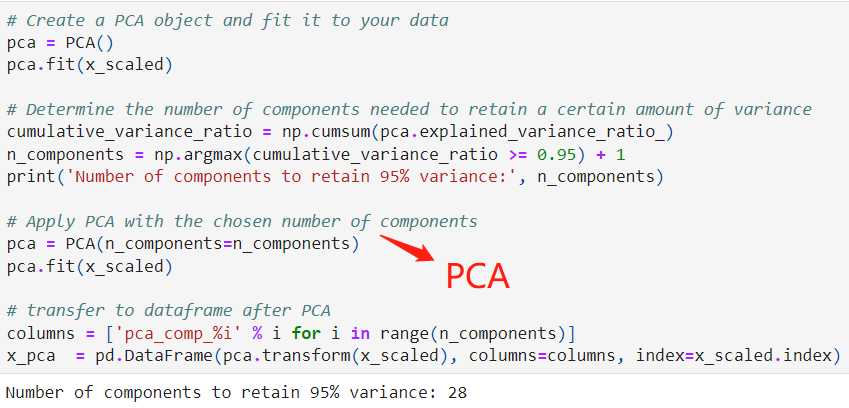 # Create a PCA object and fit it to your data
pca = PCA()
pca.fit(x_scaled)
# Determine the number of components needed to retain a certain amount of variance
cumulative_variance_ratio = np.cumsum(pca.explained_variance_ratio_)
n_components = np.argmax(cumulative_variance_ratio >= 0.95) + 1
print('Number of components to retain 95% variance:', n_components)
# Apply PCA with the chosen number of components
pca = PCA(n_components=n_components)
pca.fit(x_scaled)
PCA
# transfer to dataframe after PCA
columns = ['pca_comp_%i' % i for i in range(n_components)]
x_pca  = pd.DataFrame(pca.transform(x_scaled), columns=columns, index=x_scaled.index)
Number of components to retain 95% variance: 28